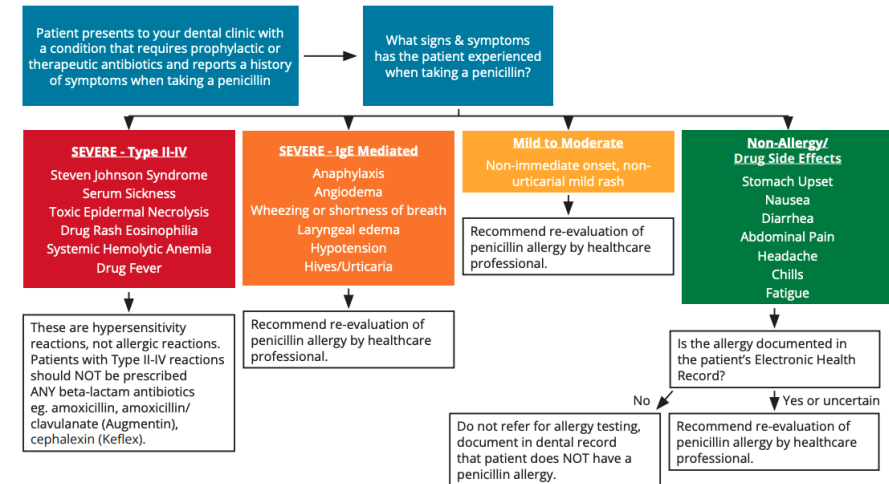 Patient presents to your dental clinic with
a condition that requires prophylactic or
therapeutic antibiotics and reports a history
of symptoms when taking a penicillin
What signs & symptoms
has the patient experienced
when taking a penicillin?
SEVERE - Type II-IV
Steven Johnson Syndrome
Serum Sickness
Toxic Epidermal Necrolysis
Drug Rash Eosinophilia
Systemic Hemolytic Anemia
Drug Fever
SEVERE - IgE Mediated
Anaphylaxis
Angiodema
Wheezing or shortness of breath
Laryngeal edema
Hypotension
Hives/Urticaria
Mild to Moderate
Non-immediate onset, non-
urticarial mild rash
Non-Allergy/
Drug Side Effects
Stomach Upset
Nausea
Diarrhea
Abdominal Pain
Headache
Chills
Fatigue
These are hypersensitivity
reactions, not allergic reactions.
Patients with Type II-IV reactions
should NOT be prescribed
ANY beta-lactam antibiotics
eg. amoxicillin, amoxicillin/
clavulanate (Augmentin),
cephalexin (Keflex).
Recommend re-evaluation of
penicillin allergy by healthcare
professional.
Recommend re-evaluation of
penicillin allergy by healthcare
professional.
Is the allergy documented in
the patient's Electronic Health
Record?
No
Yes or uncertain
Do not refer for allergy testing,
document in dental record
that patient does NOT have a
penicillin allergy.
Recommend re-evaluation of
penicillin allergy by healthcare
professional.